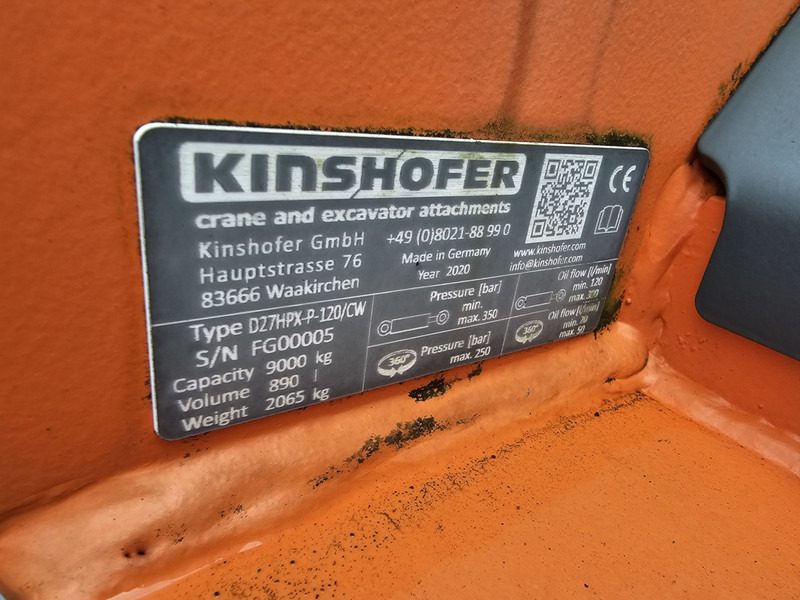 KINSHOFER
CE
crane and excavator attachments
Kinshofer GmbH
Hauptstrasse 76
83666 Waakirchen
+49 (0)8021-88 99 0
Made in Germany
Year 2020
www.kinshofer.com
info@kinshofer.com
Type D27HPX-P-120/CW
S/N FG00005
Capacity 9000 kg
Volume 890 l
Weight 2065 kg
Pressure [bar]
min.
max. 350
360°
Pressure [bar]
max. 250
Oil flow [l/min]
min. 120
max. 300
360°
Oil flow [l/min]
min. 20
max. 50